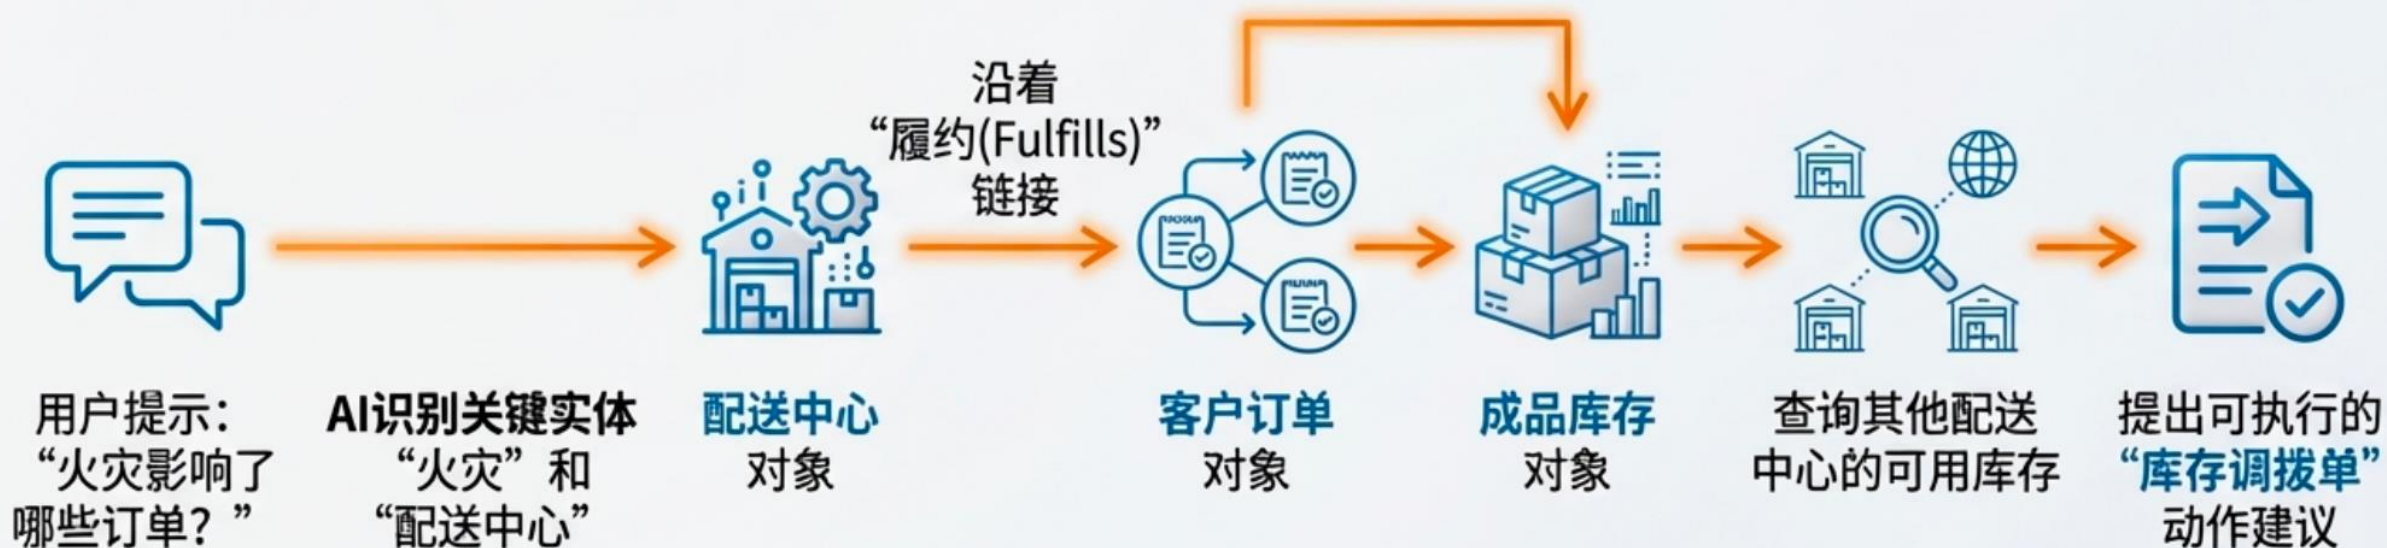 沿着
“履约(Fulfills)”
链接
用户提示：
“火灾影响了
哪些订单？”
AI识别关键实体
“火灾”和
“配送中心”
配送中心
对象
客户订单
对象
成品库存
对象
查询其他配送
中心的可用库存
提出可执行的
“库存调拨单”
动作建议